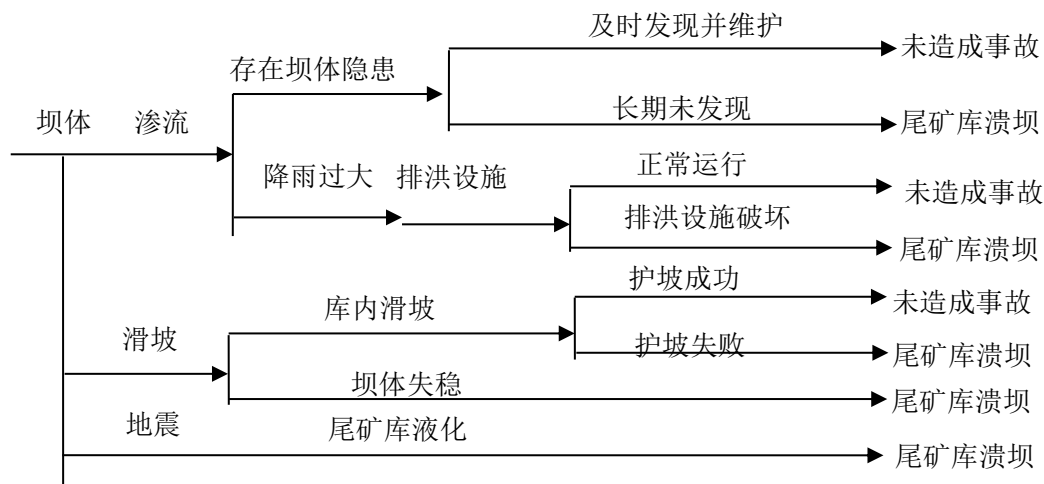 及时发现并维护
未造成事故
存在坝体隐患
长期未发现
尾矿库溃坝
坝体 渗流
降雨过大 排洪设施
正常运行
未造成事故
排洪设施破坏
尾矿库溃坝
护坡成功
未造成事故
库内滑坡
滑坡
护坡失败
尾矿库溃坝
坝体失稳
尾矿库溃坝
地震
尾矿库液化
尾矿库溃坝